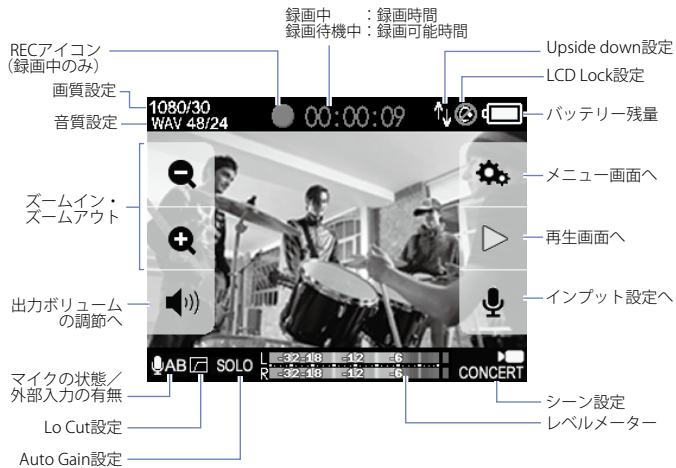 録画中　　：録画時間
録画待機中：録画可能時間
RECアイコン
（録画中のみ）
画質設定
音質設定
ズームイン・
ズームアウト
出力ボリューム
の調節へ
マイクの状態／
外部入力の有無
Lo Cut設定
Auto Gain設定
1080/30
WAV 48/24
00:00:09
AB
SOLO
L -32 -18 -12 -6
R -32 -18 -12 -6
CONCERT
Upside down設定
LCD Lock設定
バッテリー残量
メニュー画面へ
再生画面へ
インプット設定へ
シーン設定
レベルメーター